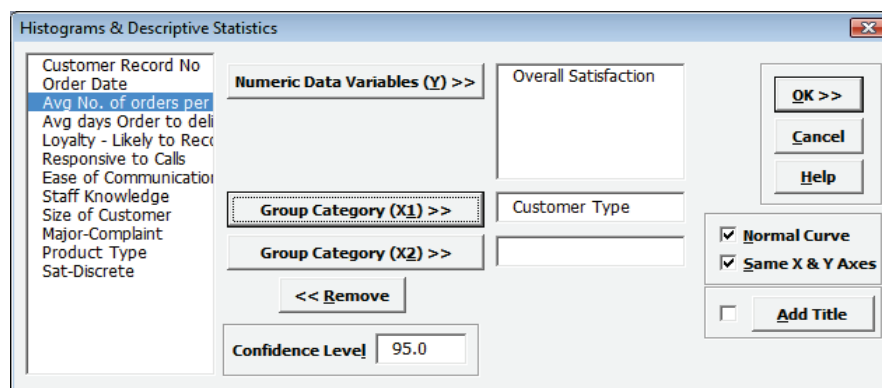 Histograms & Descriptive Statistics
Customer Record No
Order Date
Avg No. of orders per
Avg days Order to deli
Loyalty - Likely to Reco
Responsive to Calls
Ease of Communication
Staff Knowledge
Size of Customer
Major-Complaint
Product Type
Sat-Discrete
Numeric Data Variables (Y) >>
Overall Satisfaction
Group Category (X1) >>
Customer Type
Group Category (X2) >>
<< Remove
Confidence Level 95.0
OK >>
Cancel
Help
Normal Curve
Same X & Y Axes
Add Title